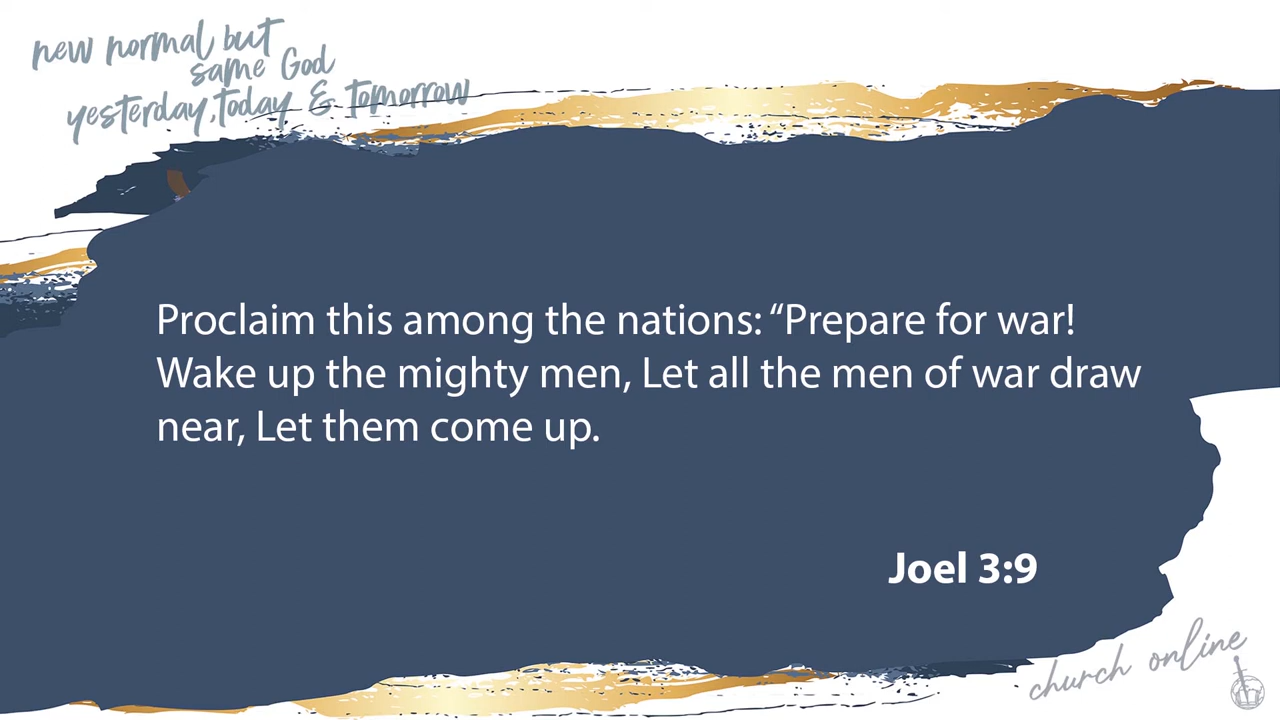 new normal but
same God
yesterday, today & tomorrow
Proclaim this among the nations: “Prepare for war!
Wake up the mighty men, Let all the men of war draw
near, Let them come up.
Joel 3:9
church online